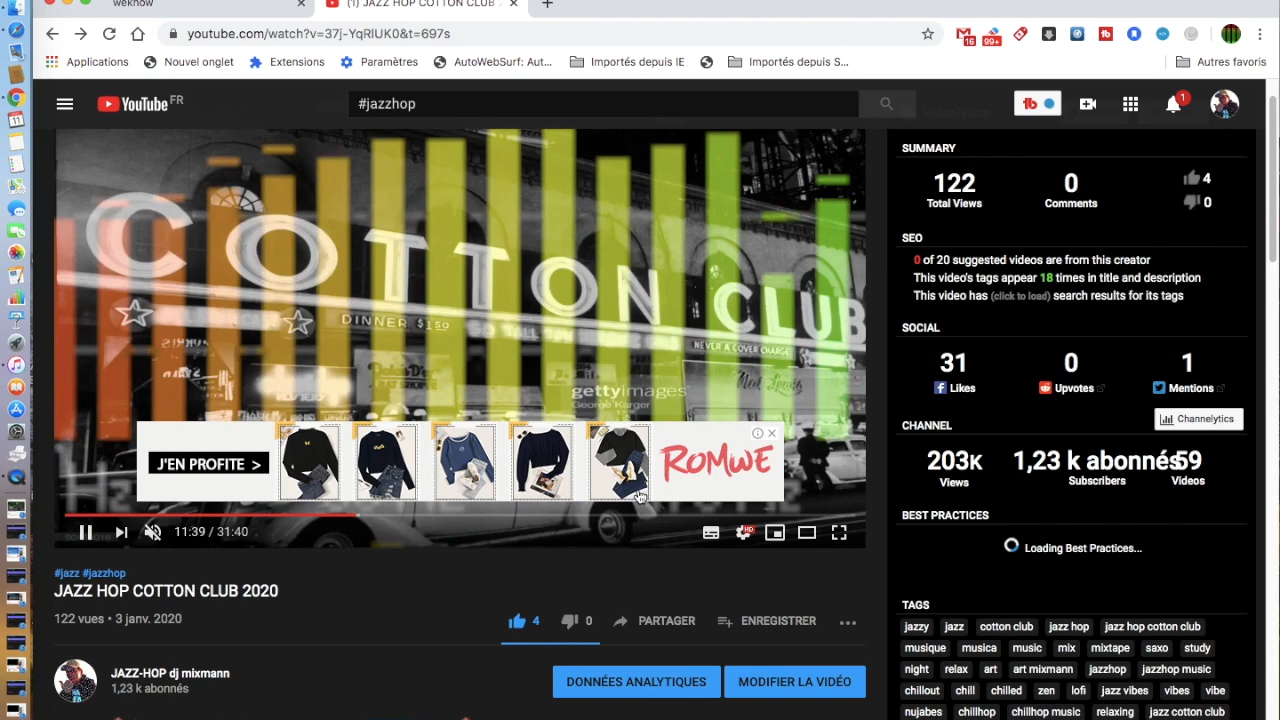 weknow
(1) JAZZ HOP COTTON CLUB
youtube.com/watch?v=37j-YqRlUK0&t=697s
16
99+
Applications
Nouvel onglet
Extensions
Paramètres
AutoWebSurf: Aut...
Importés depuis IE
Importés depuis S...
Autres favoris
YouTube FR
#jazzhop
tb
1
COTTON CLUB
DINNER $1.50
NEVER A COVER CHARGE
gettyimages
George Karger
J'EN PROFITE >
ROMWE
11:39 / 31:40
HD
#jazz #jazzhop
JAZZ HOP COTTON CLUB 2020
122 vues • 3 janv. 2020
4
0
PARTAGER
ENREGISTRER
JAZZ-HOP dj mixmann
1,23 k abonnés
DONNÉES ANALYTIQUES
MODIFIER LA VIDÉO
SUMMARY
122
Total Views
0
Comments
4
0
SEO
0 of 20 suggested videos are from this creator
This video's tags appear 18 times in title and description
This video has (click to load) search results for its tags
SOCIAL
31
Likes
0
Upvotes
1
Mentions
Channelytics
CHANNEL
203K
Views
1,23 k abonnés
Subscribers
59
Videos
BEST PRACTICES
Loading Best Practices...
TAGS
jazzy jazz cotton club jazz hop jazz hop cotton club
musique musica music mix mixtape saxo study
night relax art art mixmann jazzhop jazzhop music
chillout chill chilled zen lofi jazz vibes vibes vibe
nujabes chillhop chillhop music relaxing jazz cotton club